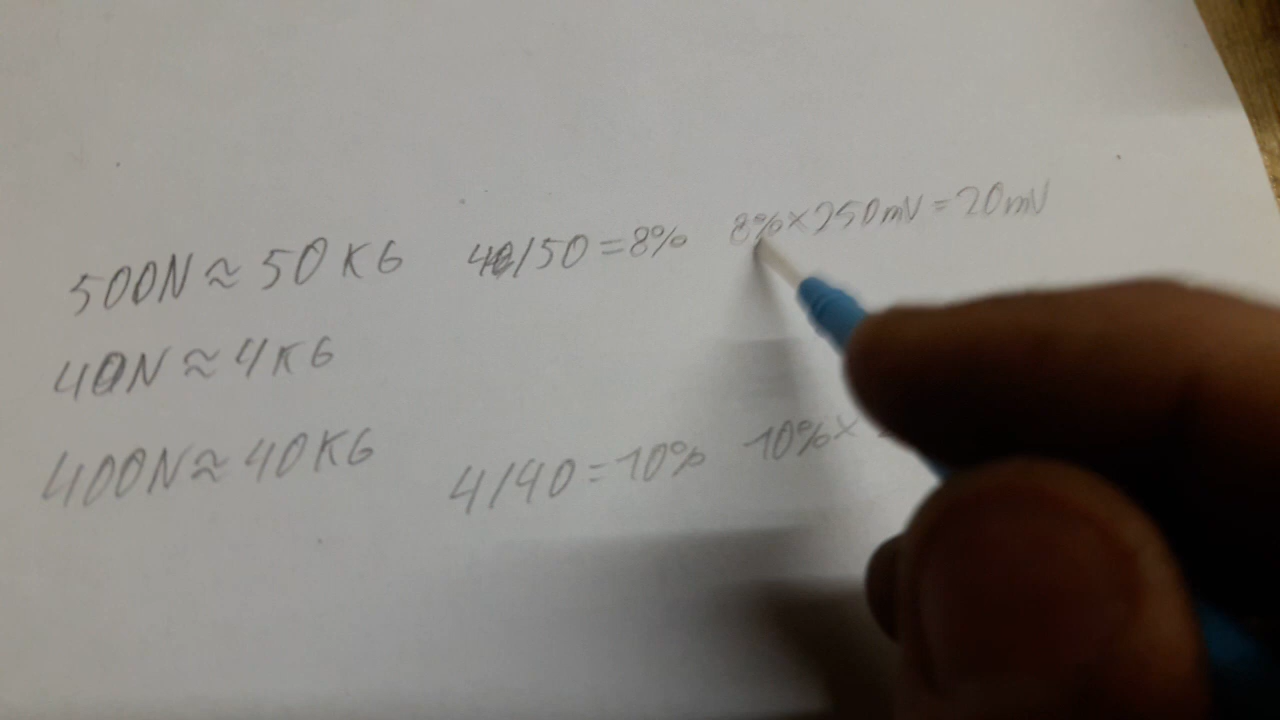 500N ≈ 50KG 4/50 = 8% 8% × 250mV = 20mV
40N ≈ 4KG
400N ≈ 40KG 4/40 = 10% 10% ×